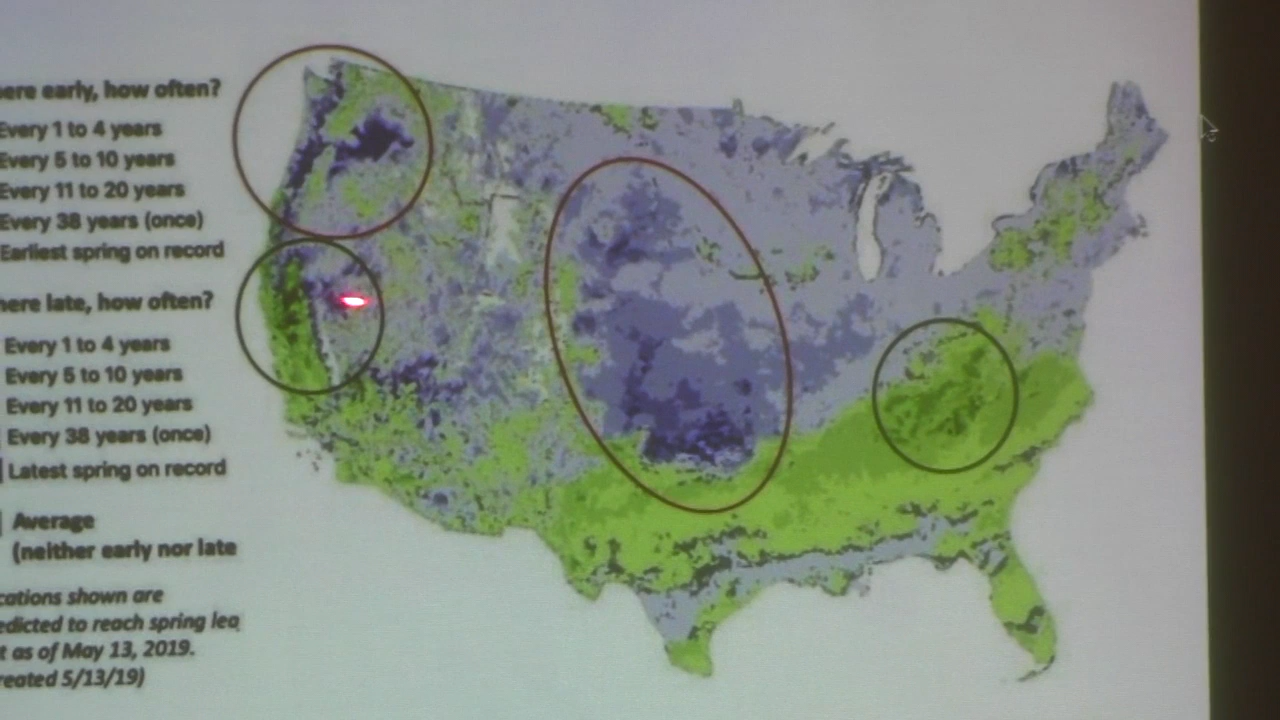 ere early, how often?
Every 1 to 4 years
Every 5 to 10 years
Every 11 to 20 years
Every 38 years (once)
Earliest spring on record
ere late, how often?
Every 1 to 4 years
Every 5 to 10 years
Every 11 to 20 years
Every 38 years (once)
Latest spring on record
Average
(neither early nor late
cations shown are
edicted to reach spring lea
t as of May 13, 2019.
reated 5/13/19)